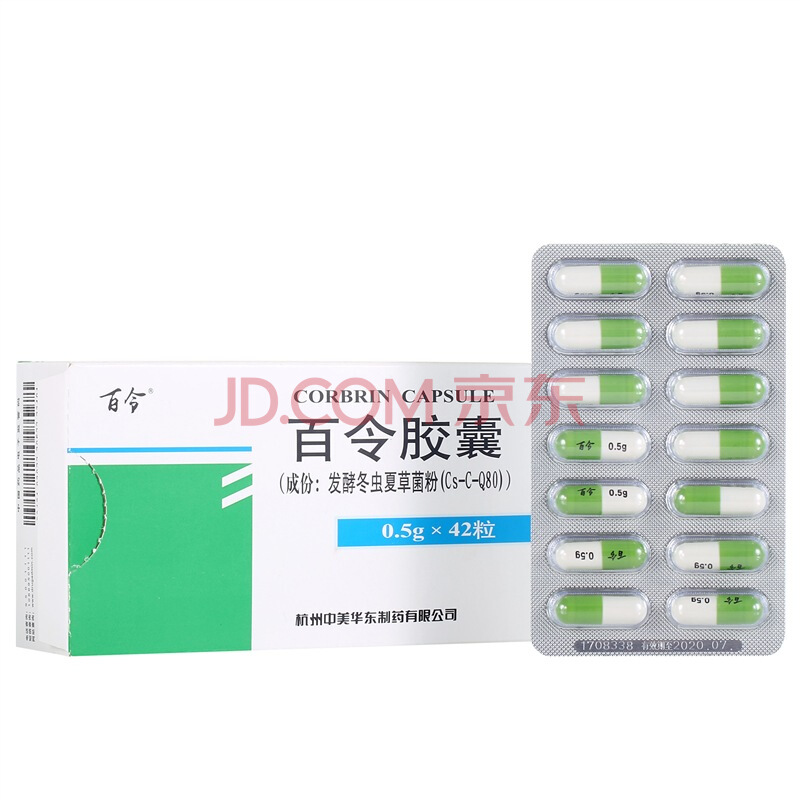 百令®
CORBRIN CAPSULE
百令胶囊
(成份：发酵冬虫夏草菌粉(Cs-C-Q80))
0.5g × 42粒
杭州中美华东制药有限公司
JD.COM 京东
百令 0.5g
百令 0.5g
0.5g 百令
0.5g 百令
0.5g 百令
1708338 有效期至2020.07.